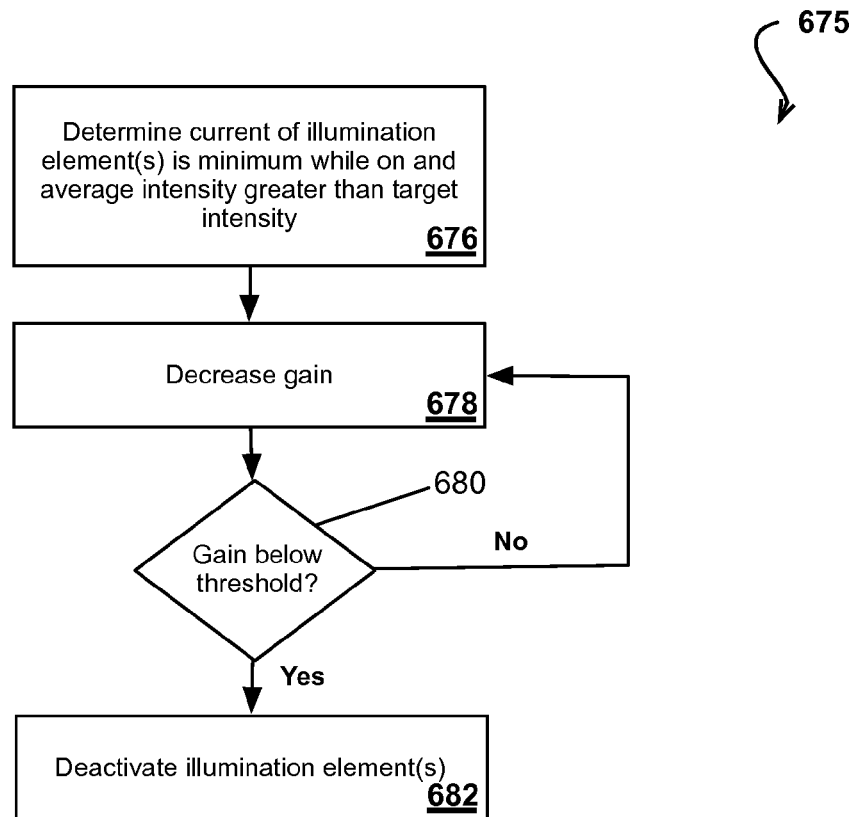 675
Determine current of illumination
element(s) is minimum while on and
average intensity greater than target
intensity
676
Decrease gain
678
680
Gain below
threshold?
No
Yes
Deactivate illumination element(s)
682